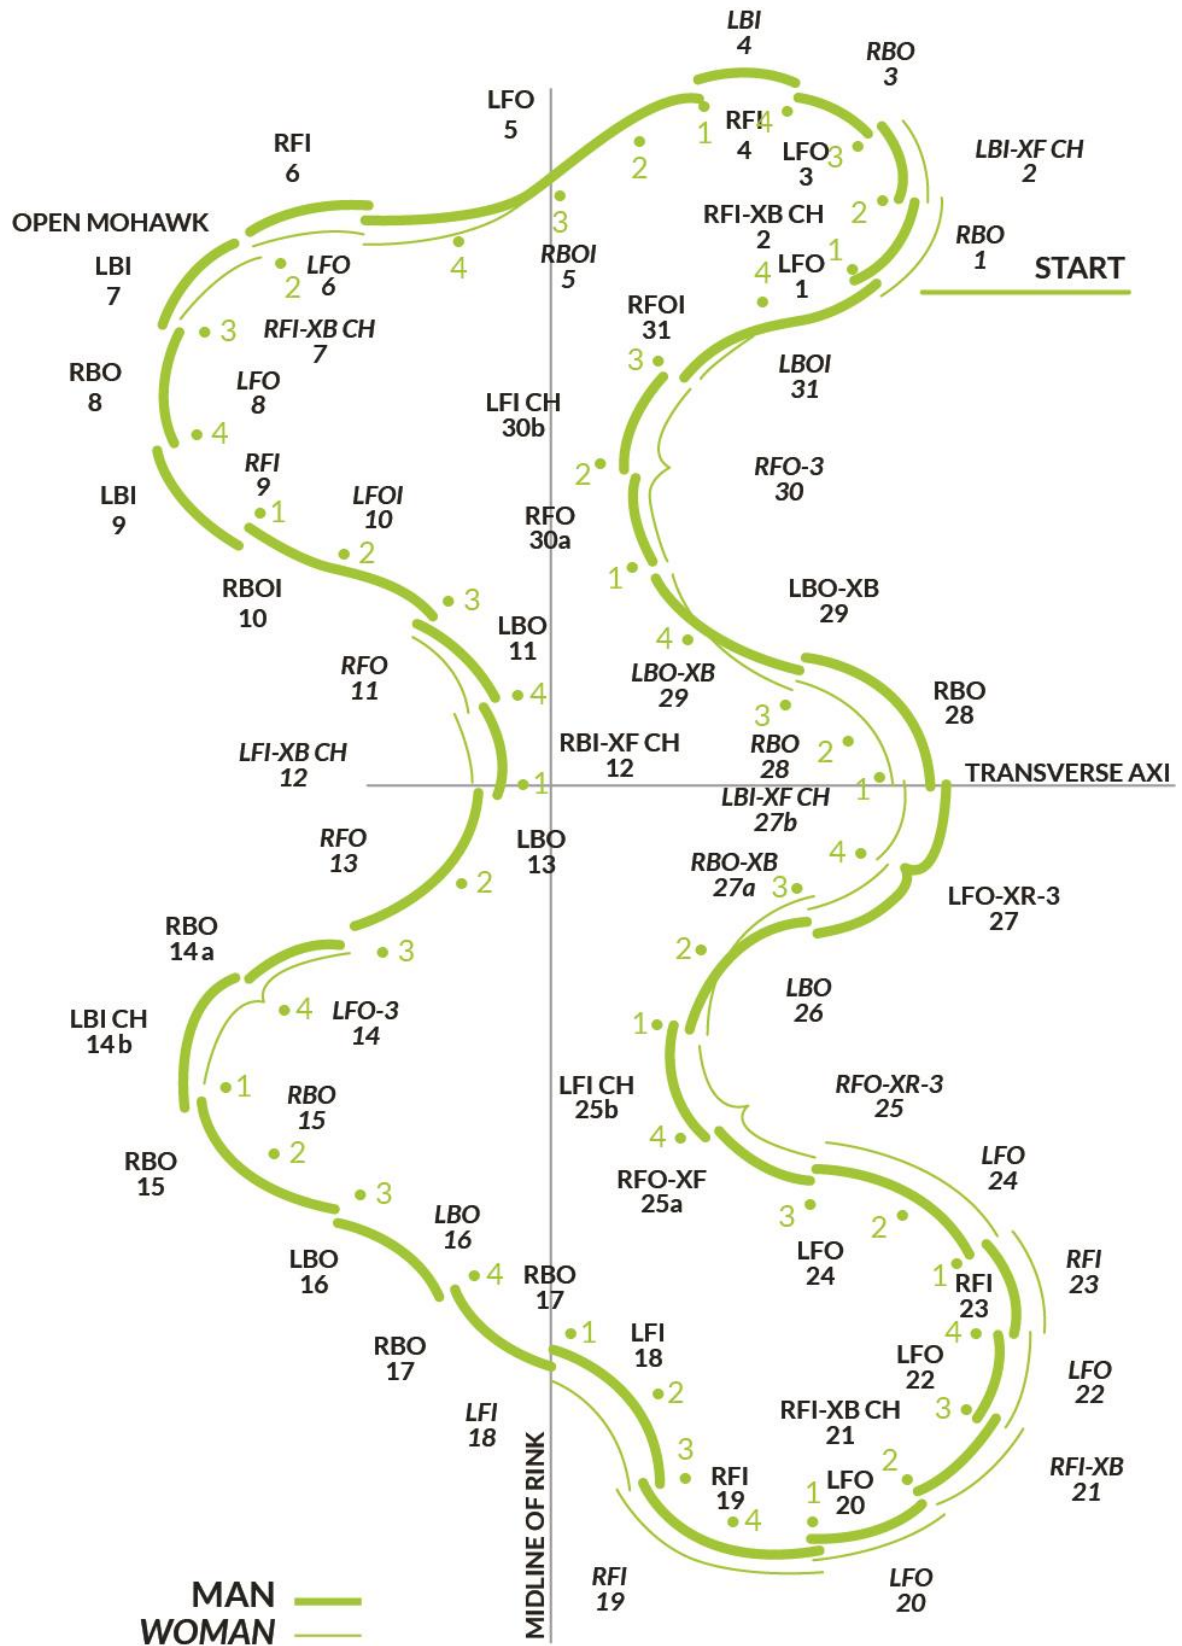 LBI
4
RBO
3
LFO
5
RFI
4
4
1
2
LFO
3
3
LBI-XF CH
2
RFI
6
OPEN MOHAWK
3
RFI-XB CH
2
2
RBO
1
START
LBI
7
LFO
6
2
4
RBOI
5
4
LFO
1
1
RFOI
31
3
RFI-XB CH
7
3
LBOI
31
RBO
8
LFO
8
4
LFI CH
30b
2
RFO-3
30
LBI
9
RFI
9
1
LFOI
10
2
RFO
30a
1
RBOI
10
3
LBO
11
LBO-XB
29
RFO
11
4
4
LBO-XB
29
3
RBO
28
LFI-XB CH
12
RBI-XF CH
12
RBO
28
2
TRANSVERSE AXI
1
1
LBI-XF CH
27b
RFO
13
LBO
13
4
RBO-XB
27a
3
2
LFO-XR-3
27
RBO
14a
3
2
LBI CH
14b
4
LFO-3
14
LBO
26
1
1
RBO
15
LFI CH
25b
RFO-XR-3
25
RBO
15
2
4
3
RFO-XF
25a
3
2
LFO
24
LBO
16
LBO
16
4
RBO
17
LFO
24
1
RFI
23
RFI
23
RBO
17
1
LFI
18
4
LFO
22
LFO
22
2
LFI
18
RFI-XB CH
21
3
3
2
RFI-XB
21
MIDLINE OF RINK
RFI
19
4
1
LFO
20
RFI
19
LFO
20
MAN
WOMAN